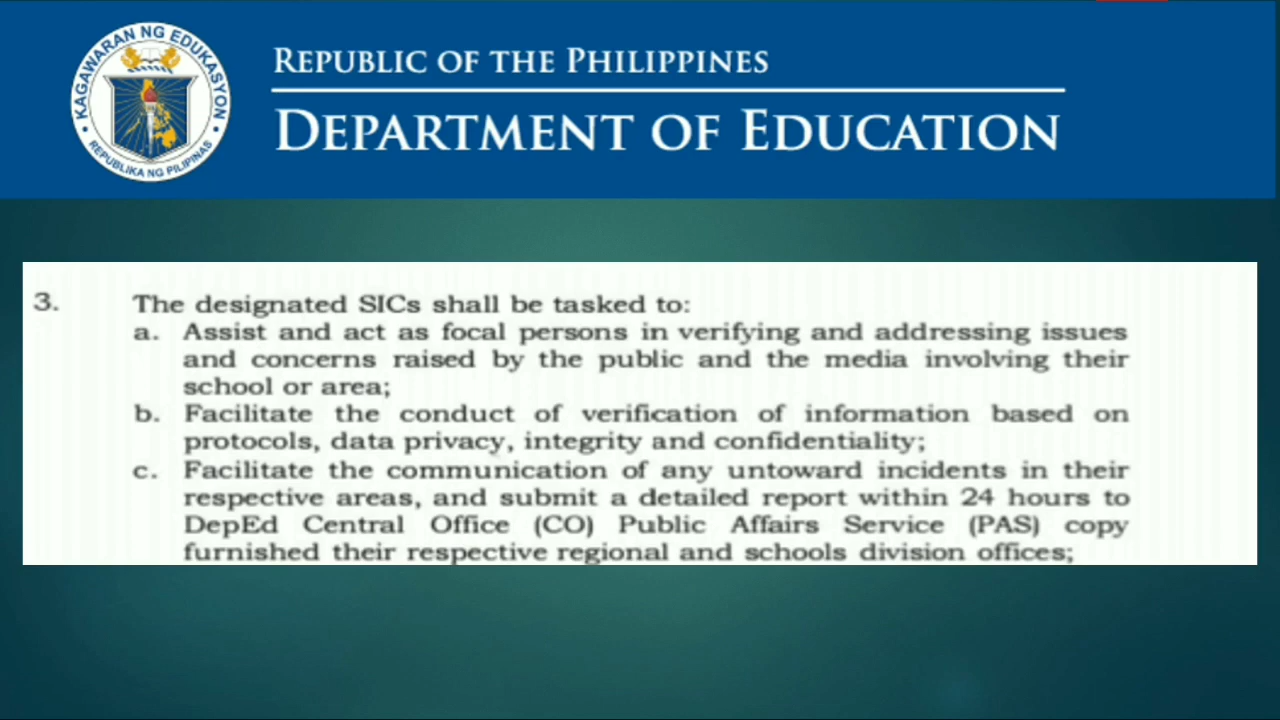 KAGAWARAN NG EDUKASYON
REPUBLIKA NG PILIPINAS
REPUBLIC OF THE PHILIPPINES
DEPARTMENT OF EDUCATION
3. The designated SICs shall be tasked to:
a. Assist and act as focal persons in verifying and addressing issues
and concerns raised by the public and the media involving their
school or area;
b. Facilitate the conduct of verification of information based on
protocols, data privacy, integrity and confidentiality;
c. Facilitate the communication of any untoward incidents in their
respective areas, and submit a detailed report within 24 hours to
DepEd Central Office (CO) Public Affairs Service (PAS) copy
furnished their respective regional and schools division offices;